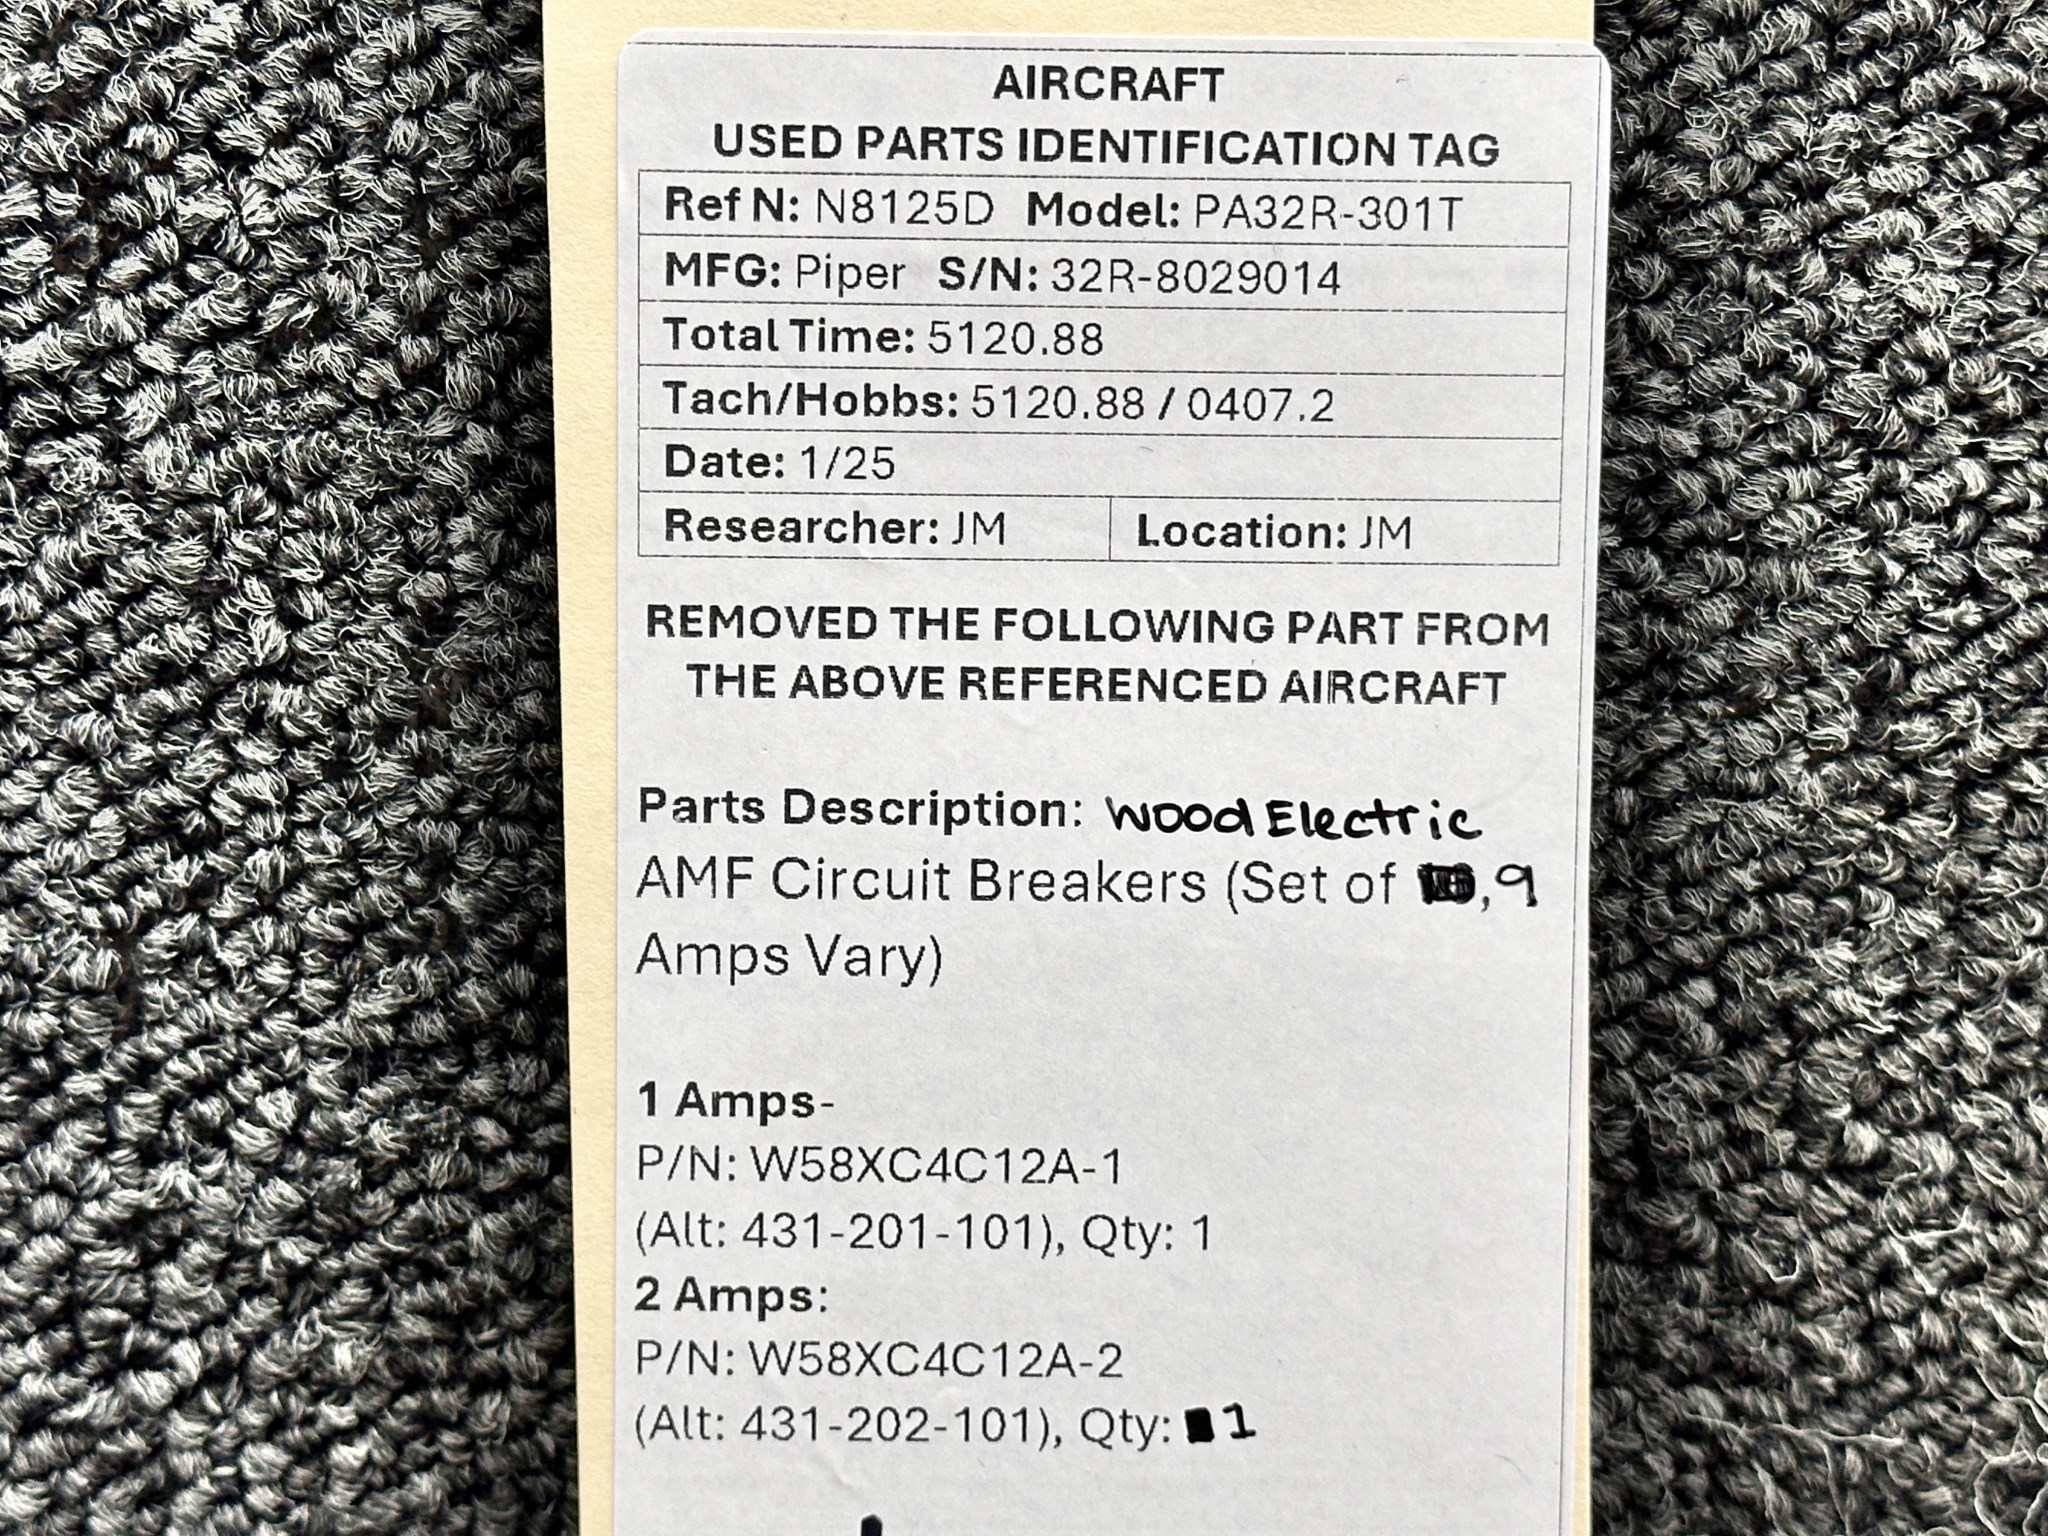 AIRCRAFT
USED PARTS IDENTIFICATION TAG
Ref N: N8125D Model: PA32R-301T
MFG: Piper S/N: 32R-8029014
Total Time: 5120.88
Tach/Hobbs: 5120.88 / 0407.2
Date: 1/25
Researcher: JM Location: JM
REMOVED THE FOLLOWING PART FROM
THE ABOVE REFERENCED AIRCRAFT
Parts Description: Wood Electric
AMF Circuit Breakers (Set of , 9
Amps Vary)
1 Amps-
P/N: W58XC4C12A-1
(Alt: 431-201-101), Qty: 1
2 Amps:
P/N: W58XC4C12A-2
(Alt: 431-202-101), Qty: 1